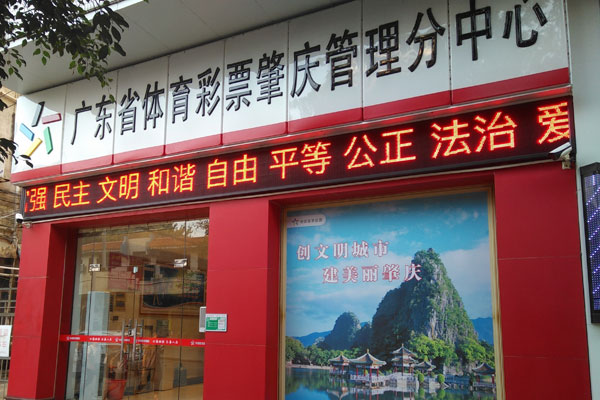 广东省体育彩票肇庆管理分中心
强 民主 文明 和谐 自由 平等 公正 法治 爱
创文明城市
建美丽肇庆